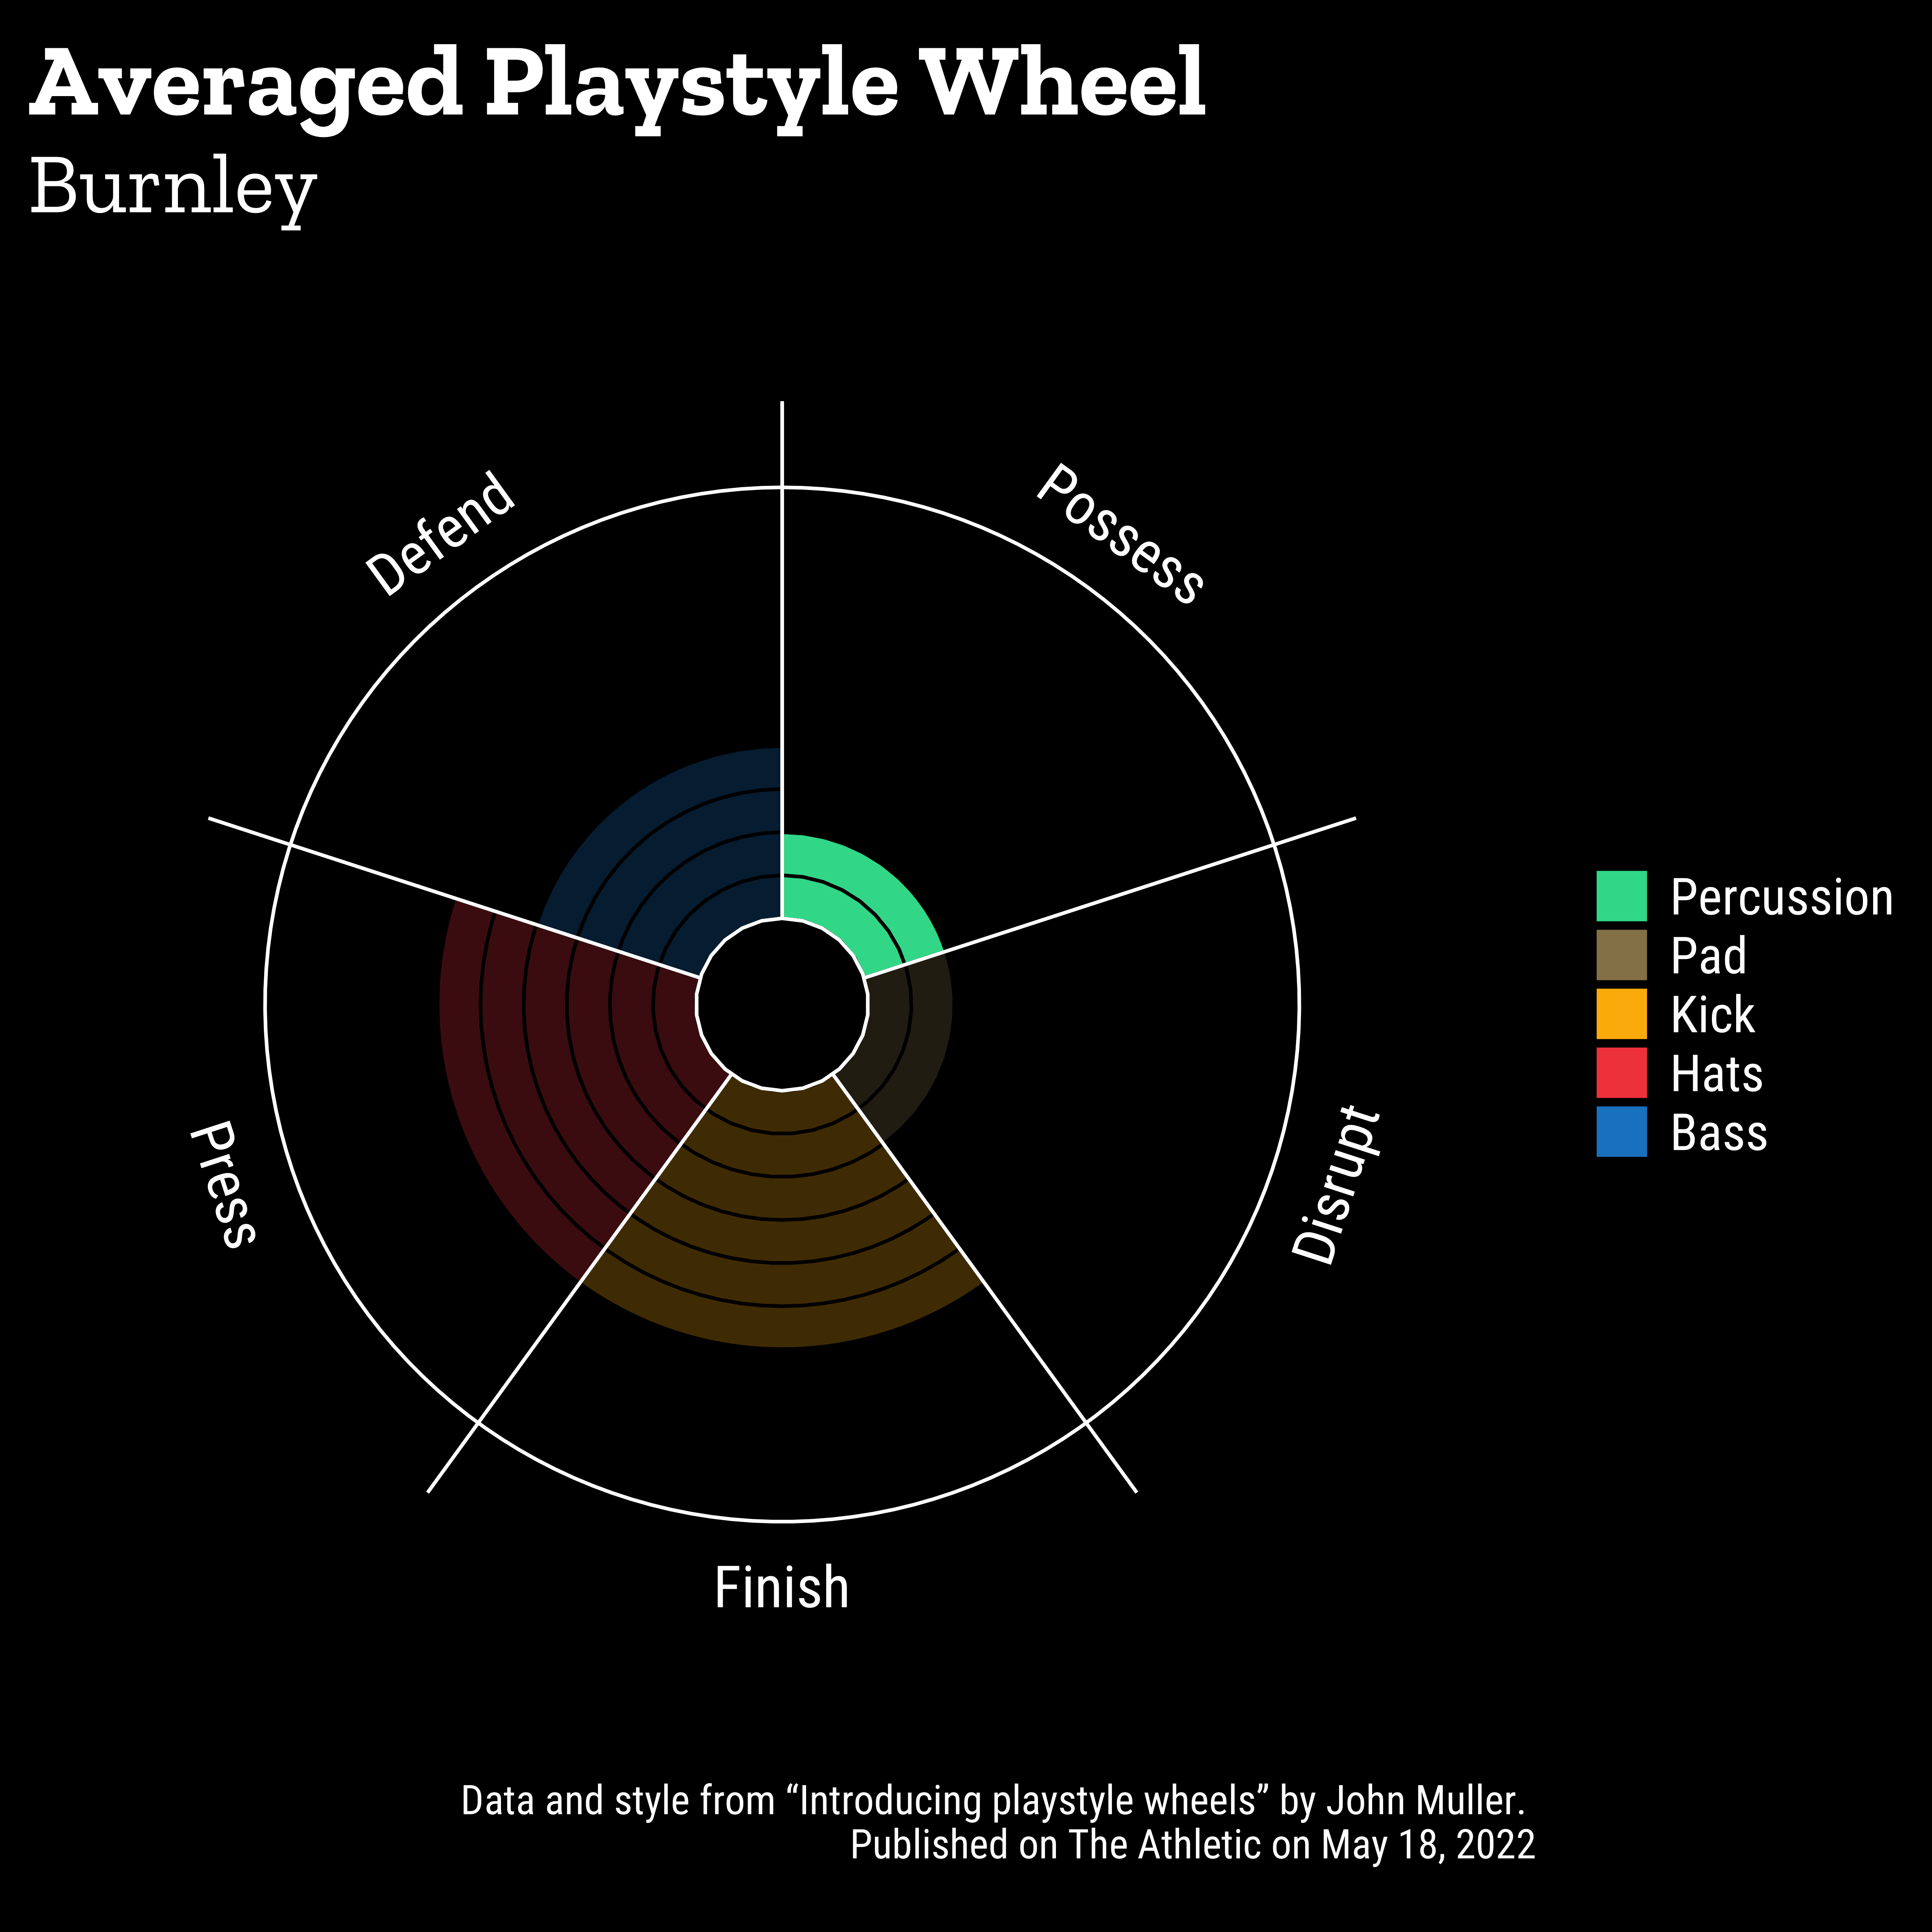 Averaged Playstyle Wheel
Burnley
Defend
Possess
Press
Disrupt
Finish
Percussion
Pad
Kick
Hats
Bass
Data and style from “Introducing playstyle wheels” by John Muller.
Published on The Athletic on May 18, 2022